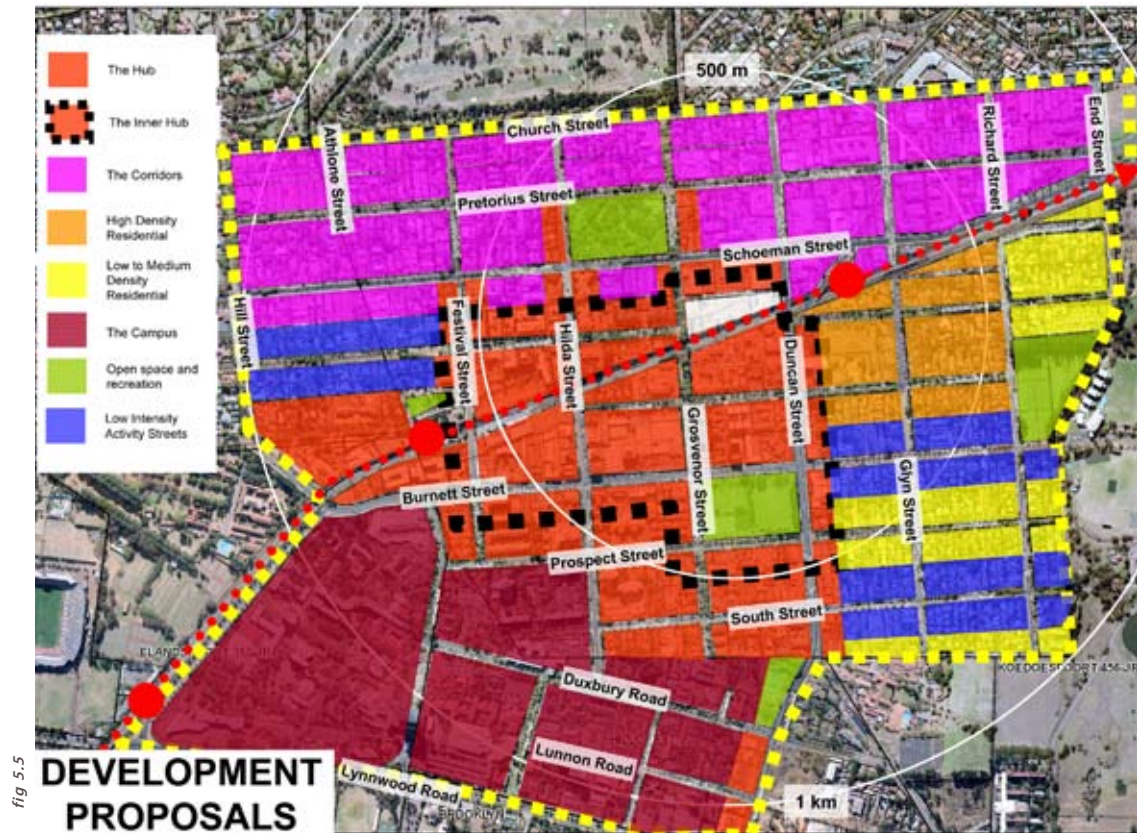 The Hub
The Inner Hub
The Corridors
High Density
Residential
Low to Medium
Density
Residential
The Campus
Open space and
recreation
Low Intensity
Activity Streets
500 m
Church Street
Athlone Street
Richard Street
End Street
Pretorius Street
Schoeman Street
Hill Street
Festival Street
Hilda Street
Duncan Street
Grosvenor Street
Glyn Street
Burnett Street
Prospect Street
South Street
Duxbury Road
Lunnon Road
Lynnwood Road
BROOKLYN
1 km
fig 5.5
DEVELOPMENT
PROPOSALS